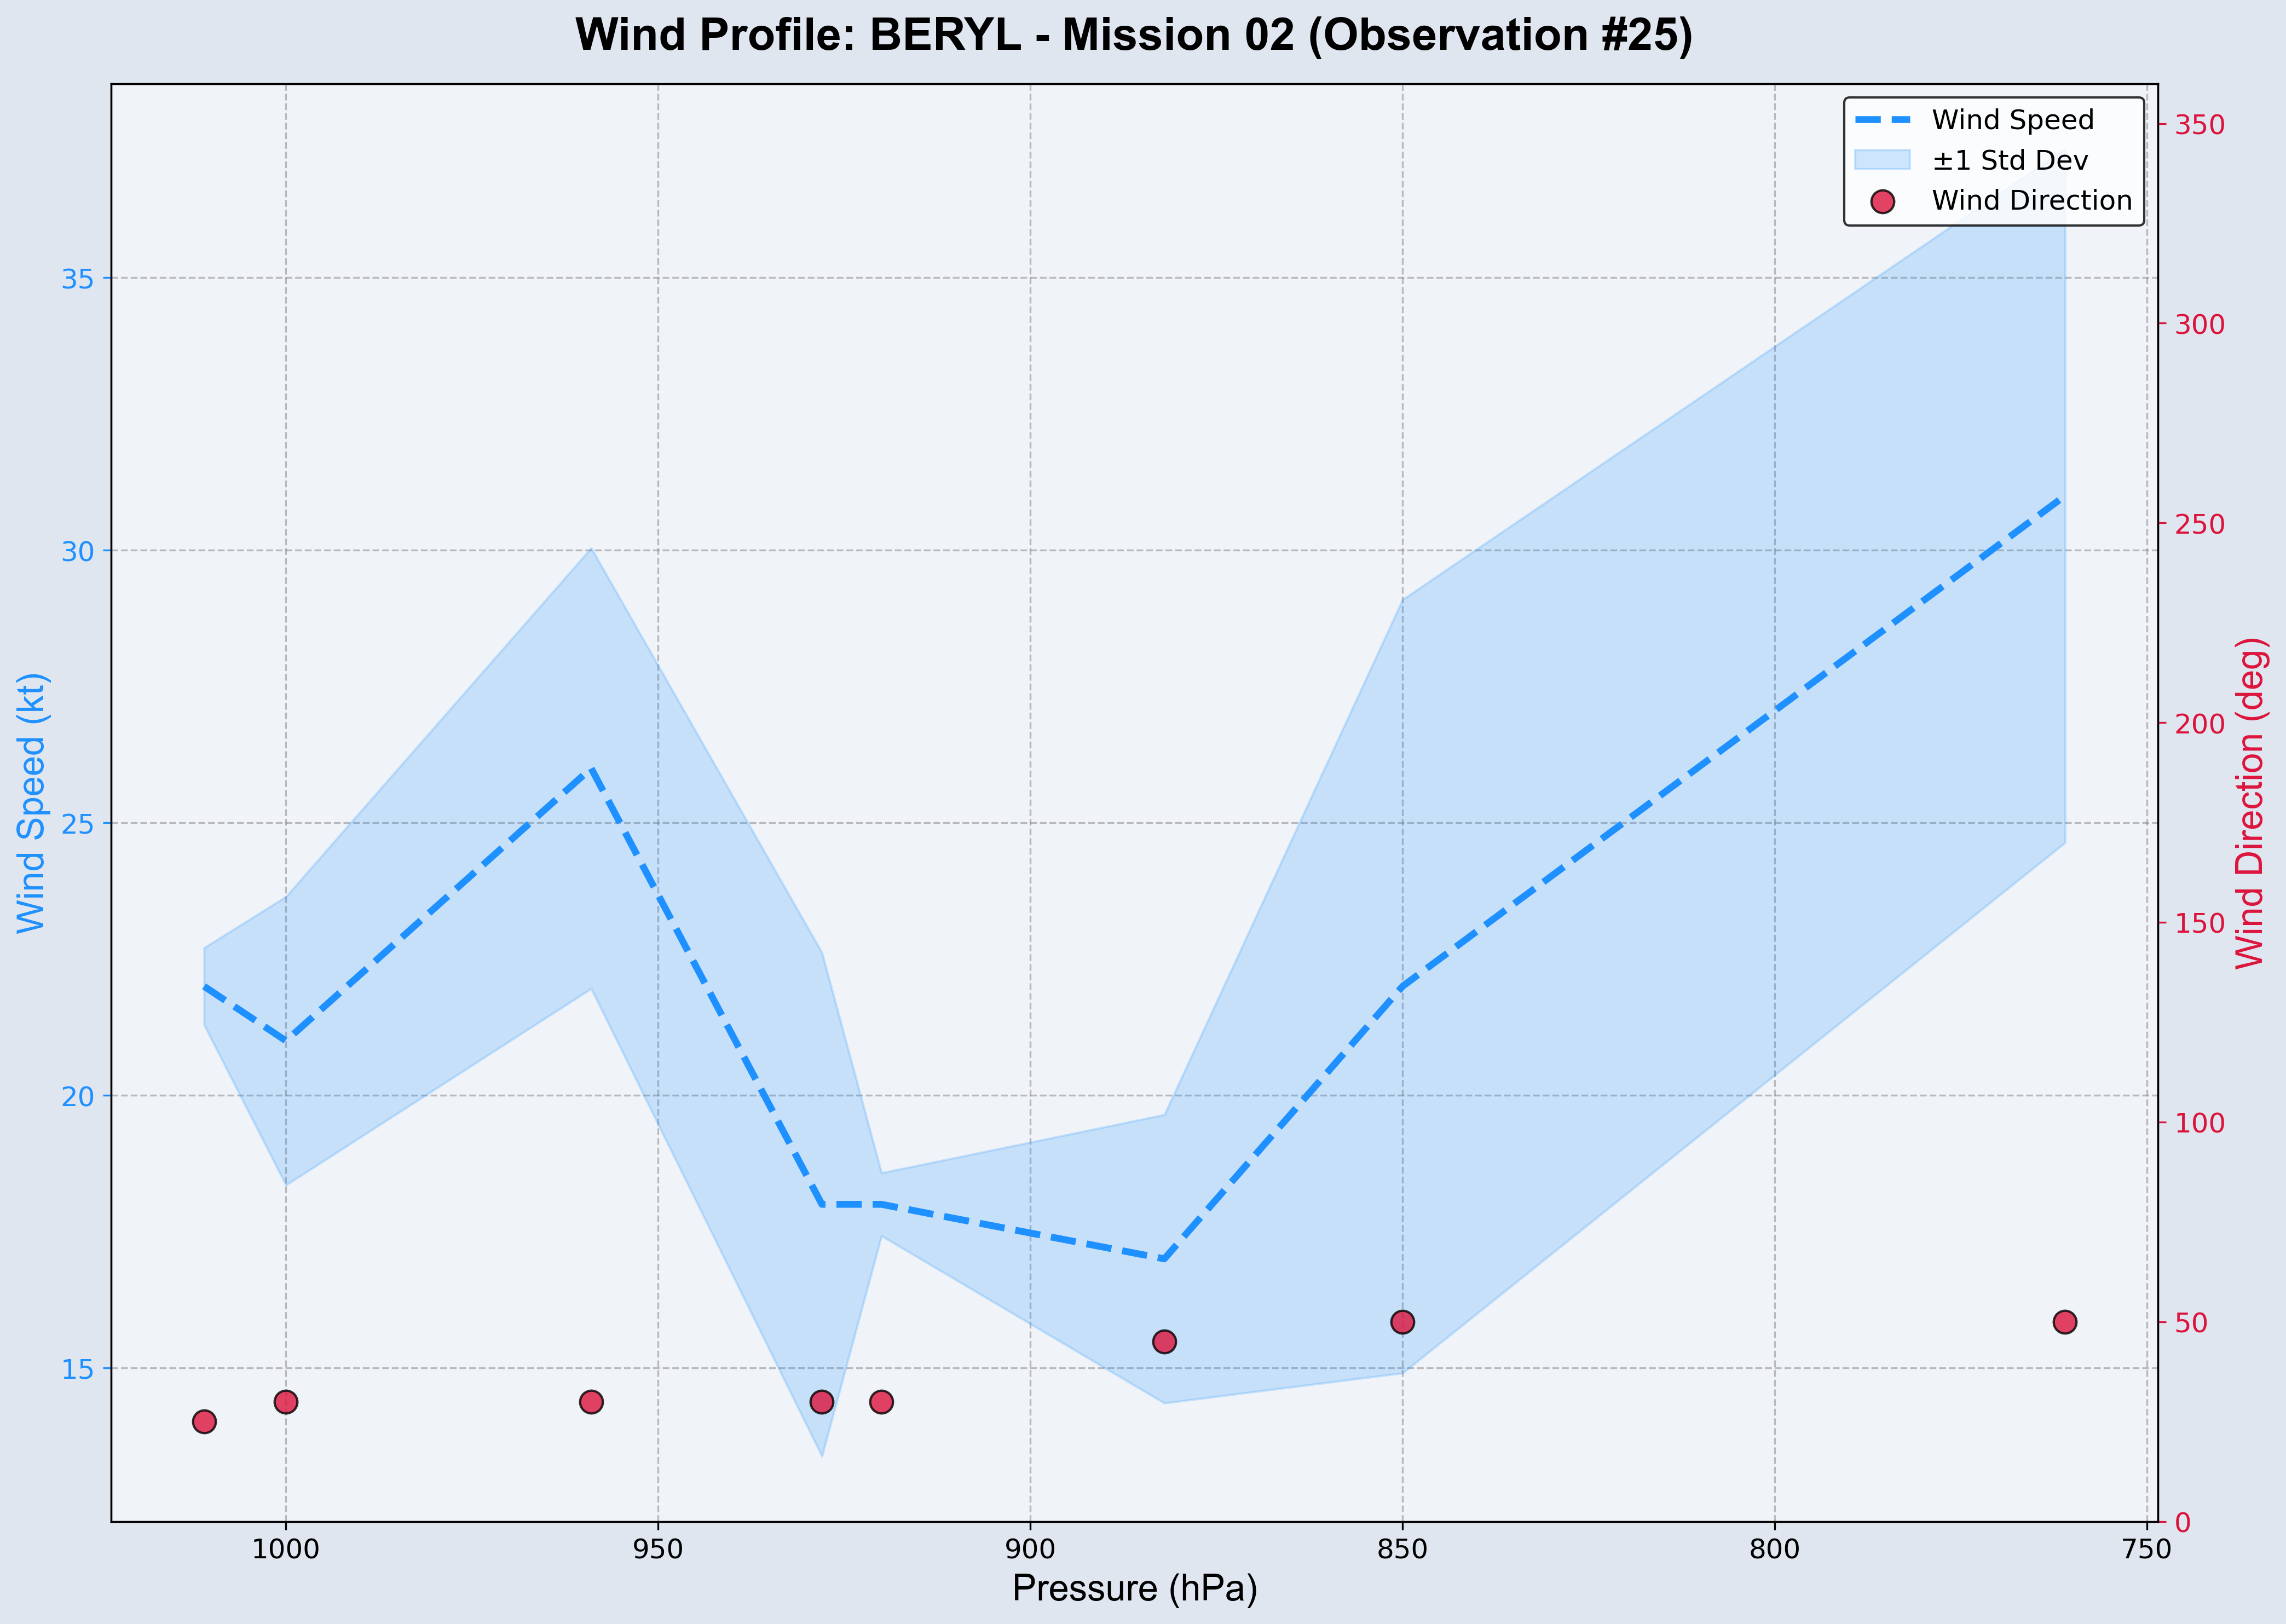 Wind Profile: BERYL - Mission 02 (Observation #25)
Wind Speed
±1 Std Dev
Wind Direction
Wind Speed (kt)
35
30
25
20
15
350
300
250
200
150
100
50
0
Wind Direction (deg)
1000 950 900 850 800 750
Pressure (hPa)